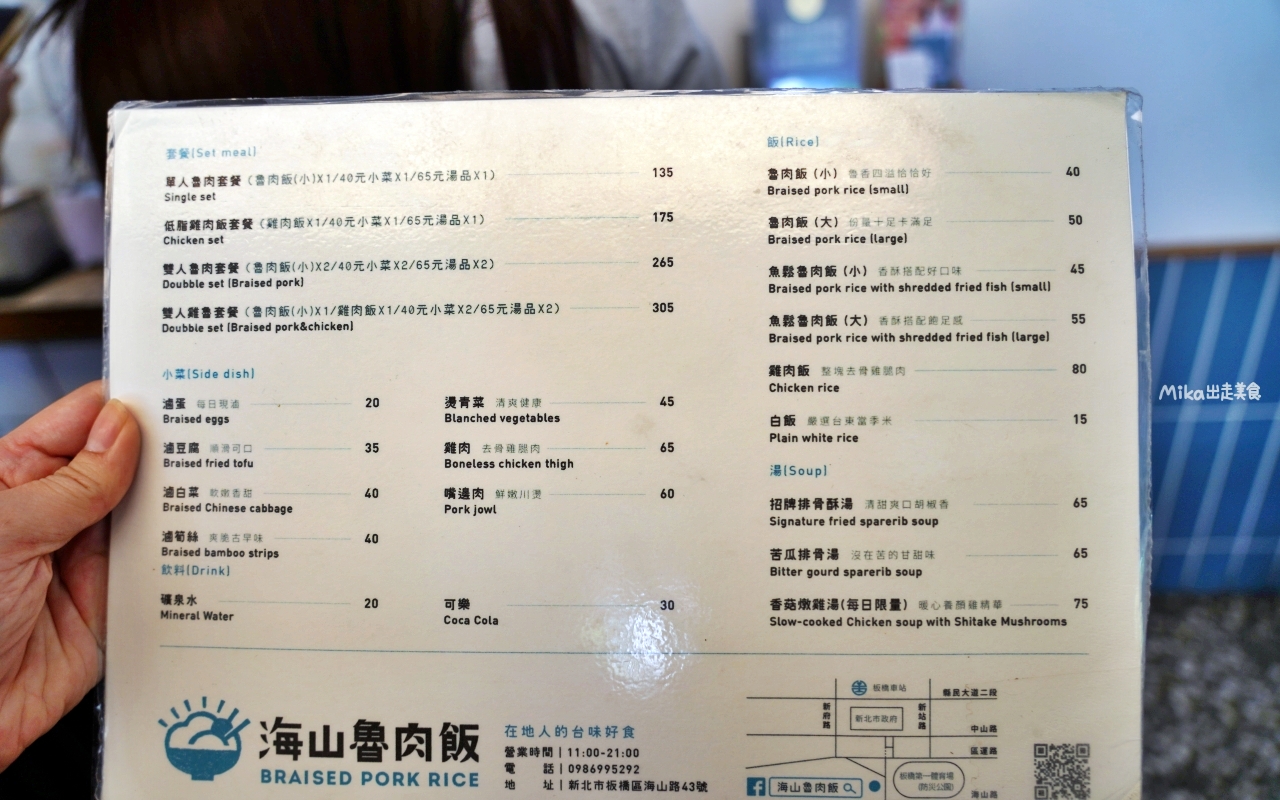 套餐(Set meal)
單人魯肉套餐(魯肉飯(小)X1/40元小菜X1/65元湯品X1) 135
Single set
低脂雞肉飯套餐(雞肉飯X1/40元小菜X1/65元湯品X1) 175
Chicken set
雙人魯肉套餐(魯肉飯(小)X2/40元小菜X2/65元湯品X2) 265
Doubble set (Braised pork)
雙人雞魯套餐(魯肉飯(小)X1/雞肉飯X1/40元小菜X2/65元湯品X2) 305
Doubble set (Braised pork&chicken)
小菜(Side dish)
滷蛋 每日現滷 20
Braised eggs
滷豆腐 順滑可口 35
Braised fried tofu
滷白菜 軟嫩香甜 40
Braised Chinese cabbage
滷筍絲 爽脆古早味 40
Braised bamboo strips
燙青菜 清爽健康 45
Blanched vegetables
雞肉 去骨雞腿肉 65
Boneless chicken thigh
嘴邊肉 鮮嫩川燙 60
Pork jowl
飲料(Drink)
礦泉水 20
Mineral Water
可樂 30
Coca Cola
飯(Rice)
魯肉飯 (小) 魯香四溢恰恰好 40
Braised pork rice (small)
魯肉飯 (大) 份量十足卡滿足 50
Braised pork rice (large)
魚鬆魯肉飯 (小) 香酥搭配好口味 45
Braised pork rice with shredded fried fish (small)
魚鬆魯肉飯 (大) 香酥搭配飽足感 55
Braised pork rice with shredded fried fish (large)
雞肉飯 整塊去骨雞腿肉 80
Chicken rice
白飯 嚴選台東當季米 15
Plain white rice
湯(Soup)
招牌排骨酥湯 清甜爽口胡椒香 65
Signature fried sparerib soup
苦瓜排骨湯 沒在苦的甘甜味 65
Bitter gourd sparerib soup
香菇燉雞湯(每日限量) 暖心養顏雞精華 75
Slow-cooked Chicken soup with Shitake Mushrooms
海山魯肉飯
BRAISED PORK RICE
在地人的台味好食
營業時間 | 11:00-21:00
電 話 | 0986995292
地 址 | 新北市板橋區海山路43號
板橋車站
縣民大道二段
新府路
新北市政府
新站路
中山路
區運路
板橋第一體育場
(防災公園)
海山路
海山魯肉飯
Mika出走美食